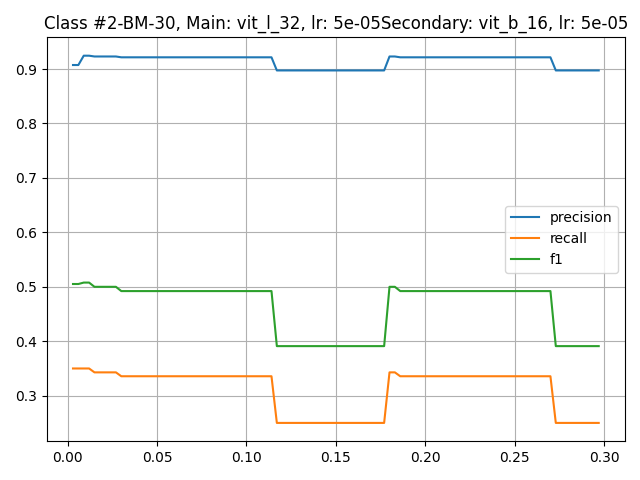 Class #2-BM-30, Main: vit_l_32, lr: 5e-05Secondary: vit_b_16, lr: 5e-05
0.9
0.8
0.7
0.6
0.5
0.4
0.3
precision
recall
f1
0.00 0.05 0.10 0.15 0.20 0.25 0.30